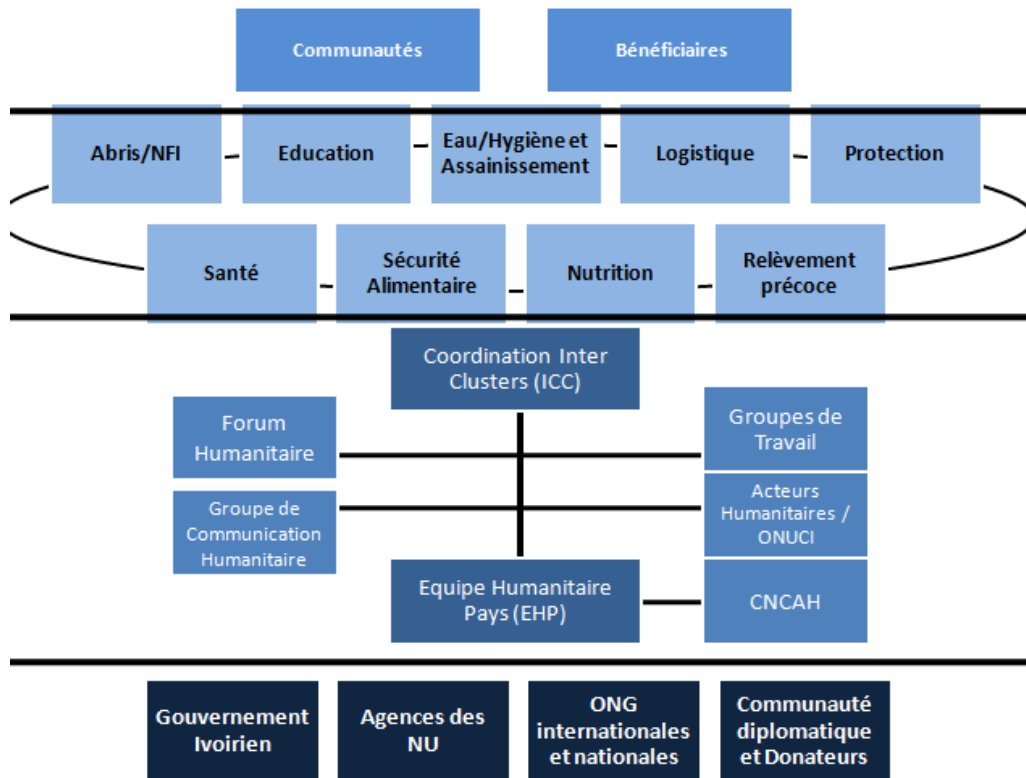 Communautés
Bénéficiaires
Abris/NFI
Education
Eau/Hygiène et
Assainissement
Logistique
Protection
Santé
Sécurité
Alimentaire
Nutrition
Relèvement
précoce
Coordination Inter
Clusters (ICC)
Forum
Humanitaire
Groupes de
Travail
Groupe de
Communication
Humanitaire
Acteurs
Humanitaires /
ONUCI
Equipe Humanitaire
Pays (EHP)
CNCAH
Gouvernement
Ivoirien
Agences des
NU
ONG
internationales
et nationales
Communauté
diplomatique
et Donateurs